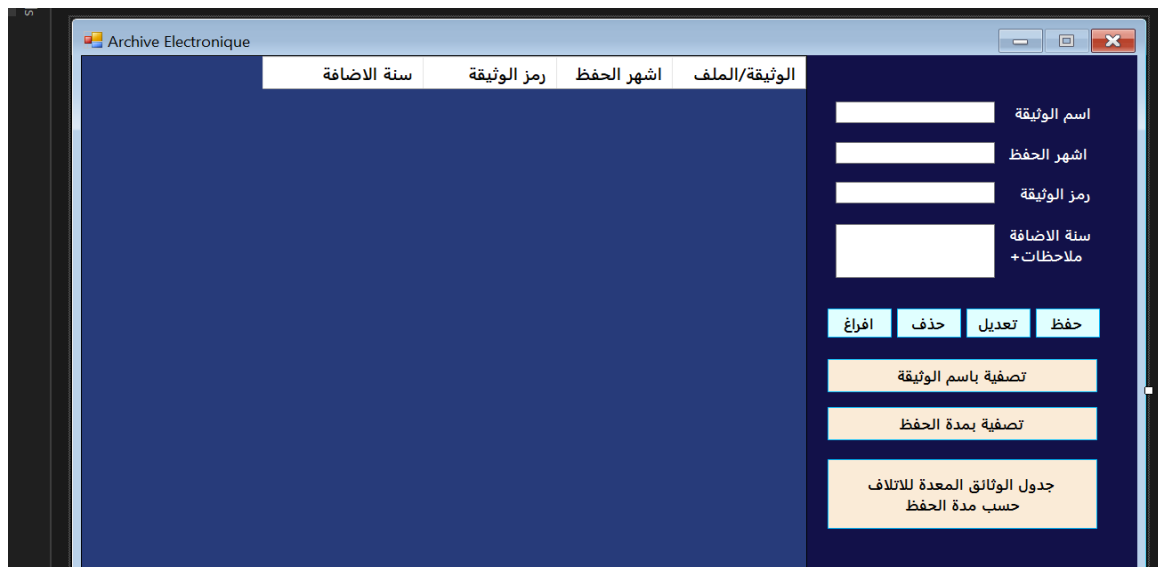 Archive Electronique
الوثيقة/الملف اشهر الحفظ رمز الوثيقة سنة الاضافة
اسم الوثيقة
اشهر الحفظ
رمز الوثيقة
سنة الاضافة
ملاحظات+
حفظ تعديل حذف افراغ
تصفية باسم الوثيقة
تصفية بمدة الحفظ
جدول الوثائق المعدة للاتلاف
حسب مدة الحفظ